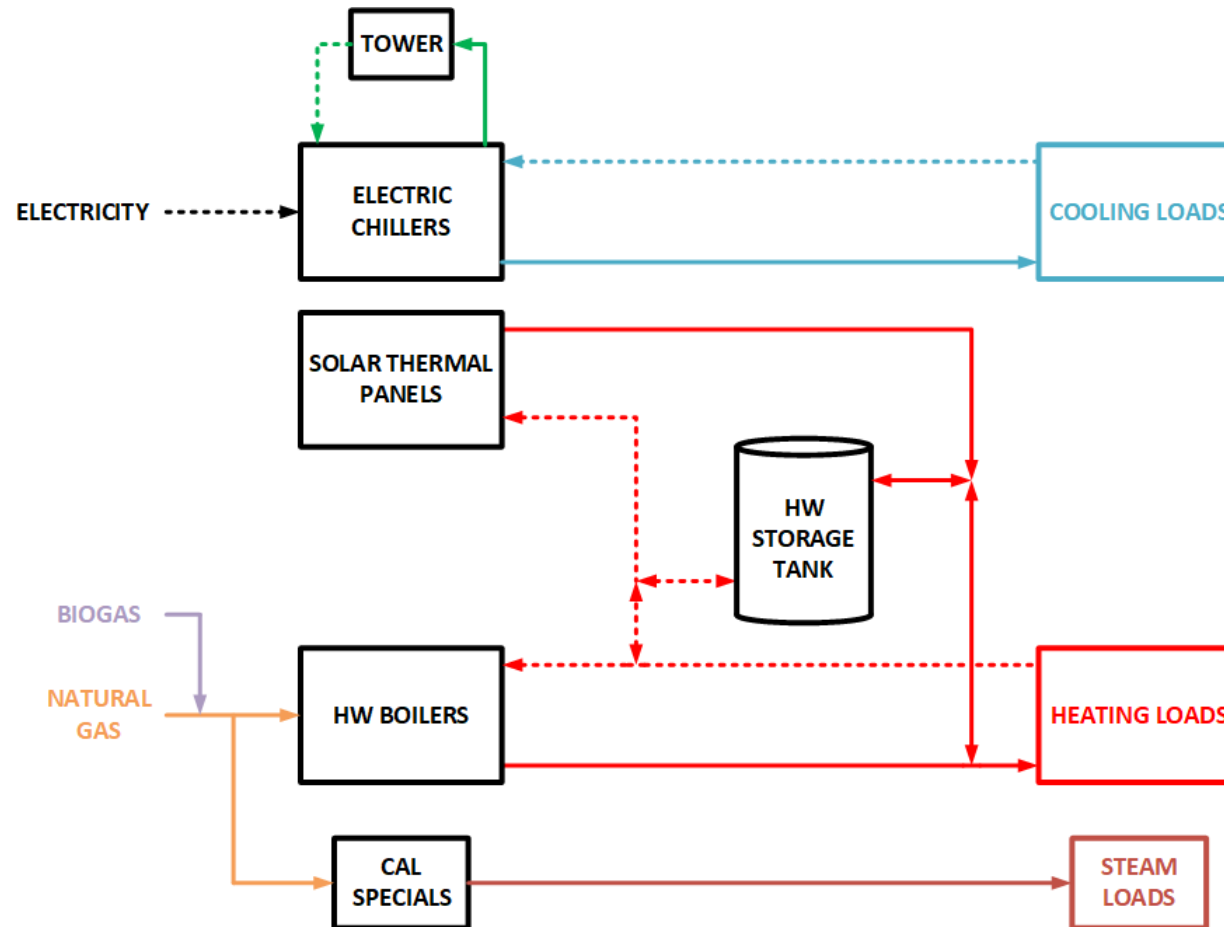 TOWER
ELECTRICITY
ELECTRIC
CHILLERS
COOLING LOADS
SOLAR THERMAL
PANELS
HW
STORAGE
TANK
BIOGAS
NATURAL
GAS
HW BOILERS
HEATING LOADS
CAL
SPECIALS
STEAM
LOADS